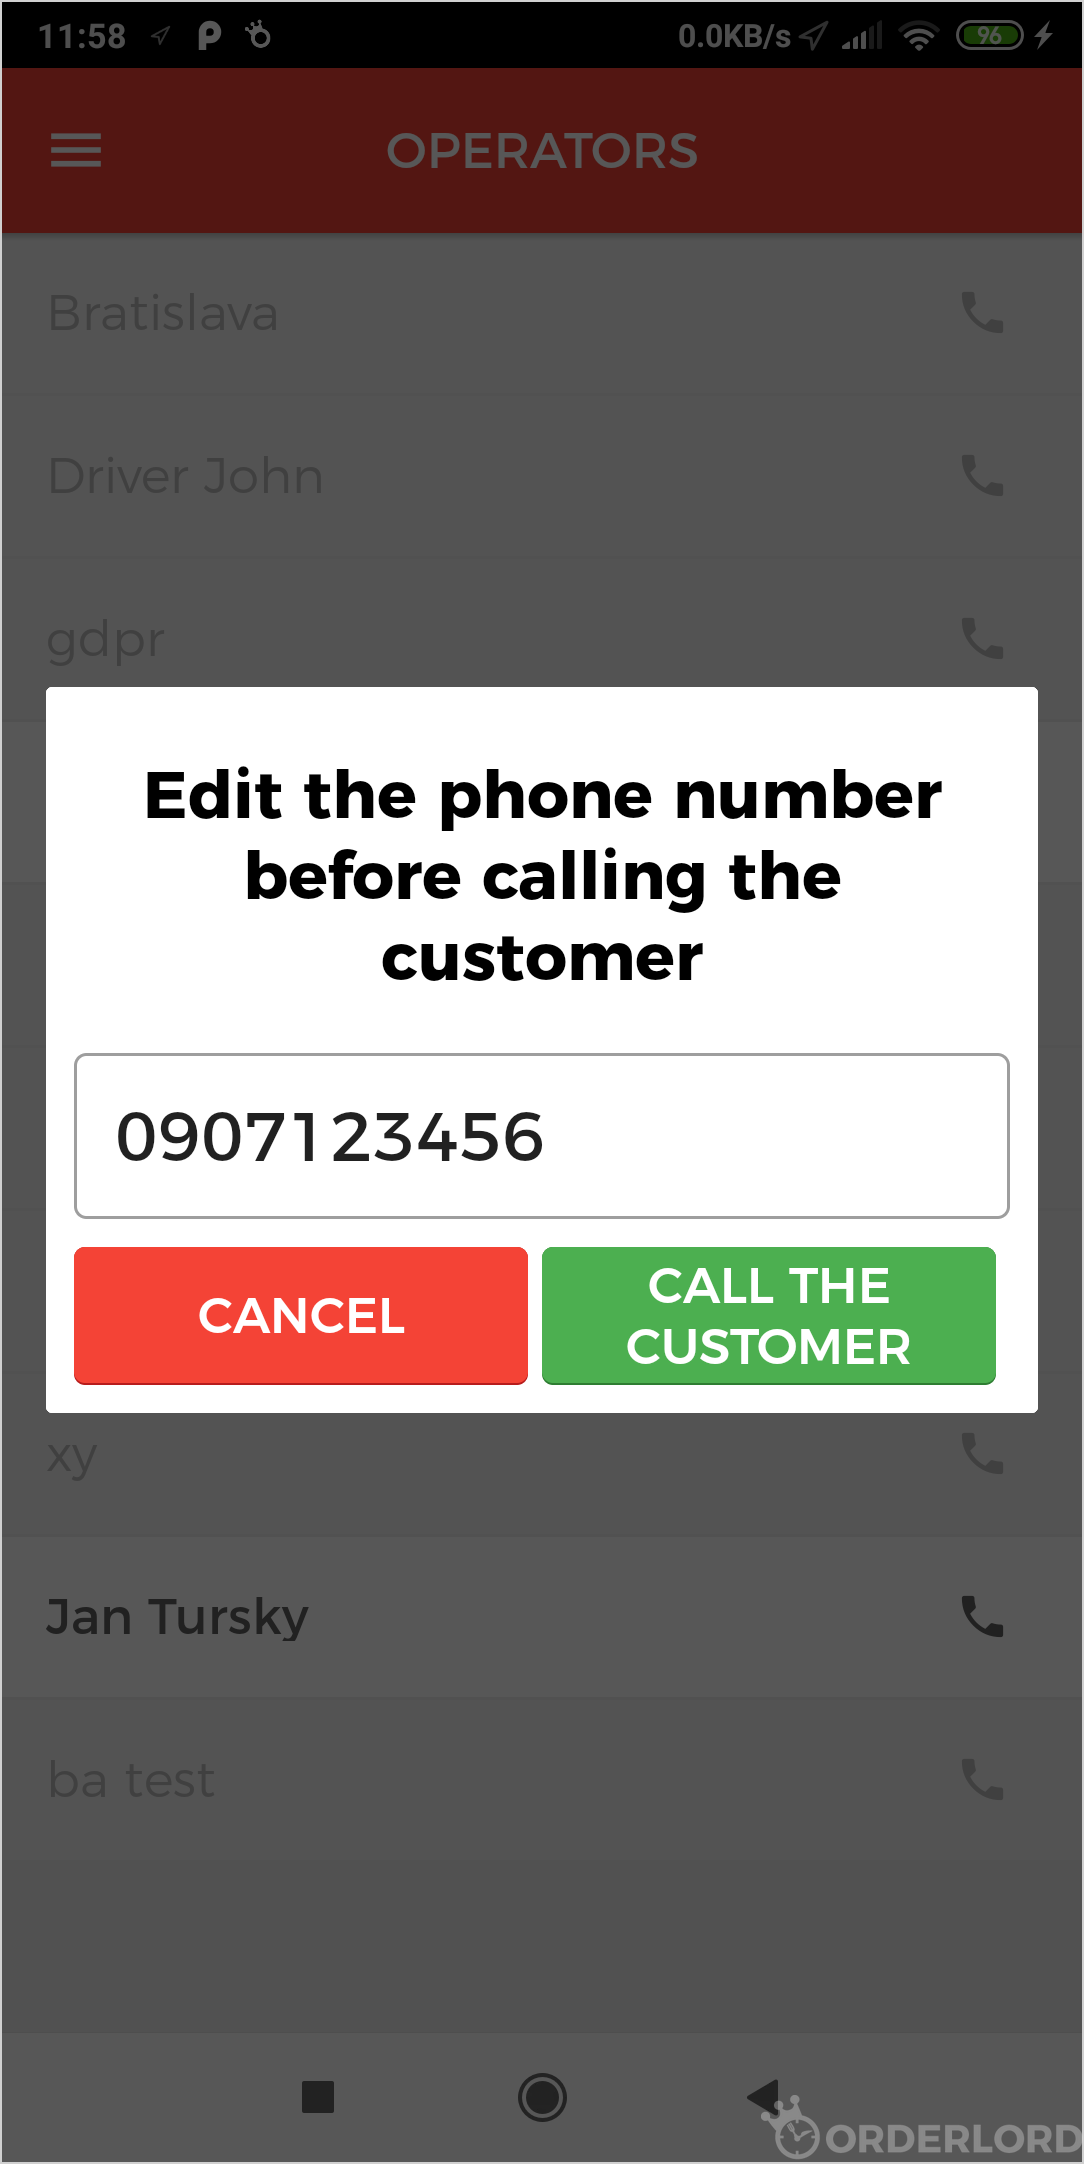 11:58 0.0KB/s 96
OPERATORS
Bratislava
Driver John
gdpr
Edit the phone number
before calling the
customer
0907123456
CANCEL
CALL THE
CUSTOMER
xy
Jan Tursky
ba test
ORDERLORD